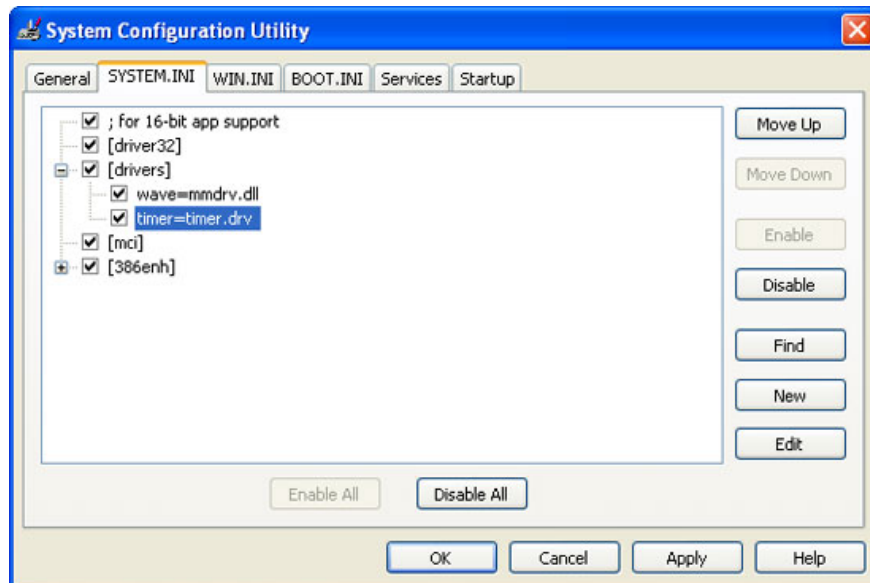 System Configuration Utility
General SYSTEM.INI WIN.INI BOOT.INI Services Startup
; for 16-bit app support
[driver32]
[drivers]
wave=mmdrv.dll
timer=timer.drv
[mci]
[386enh]
Move Up
Move Down
Enable
Disable
Find
New
Edit
Enable All Disable All
OK Cancel Apply Help